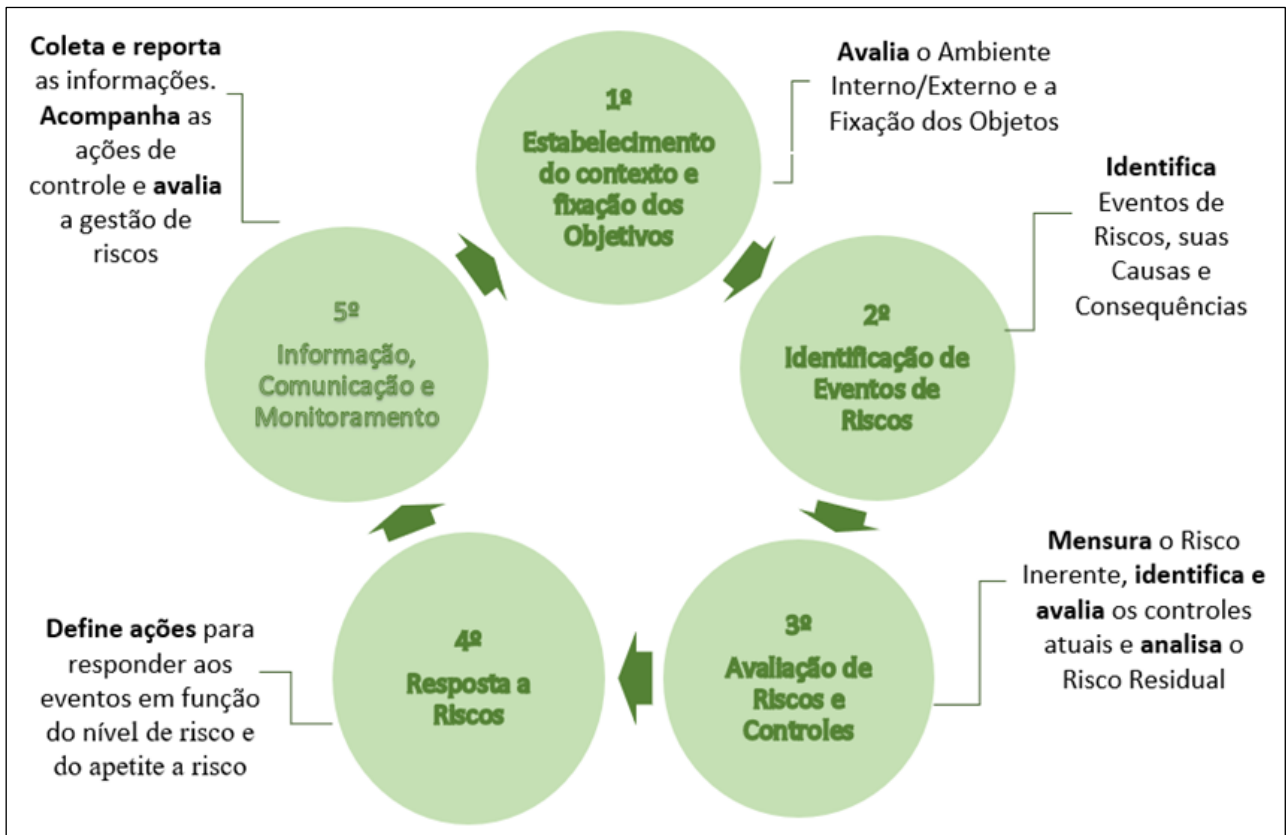 Coleta e reporta
as informações.
Acompanha as
ações de
controle e avalia
a gestão de
riscos
1º
Estabelecimento
do contexto e
fixação dos
Objetivos
Avalia o Ambiente
Interno/Externo e a
Fixação dos Objetos
Identifica
Eventos de
Riscos, suas
Causas e
Consequências
2º
Identificação de
Eventos de
Riscos
5º
Informação,
Comunicação e
Monitoramento
Mensura o Risco
Inerente, identifica e
avalia os controles
atuais e analisa o
Risco Residual
3º
Avaliação de
Riscos e
Controles
4º
Resposta a
Riscos
Define ações para
responder aos
eventos em função
do nível de risco e
do apetite a risco